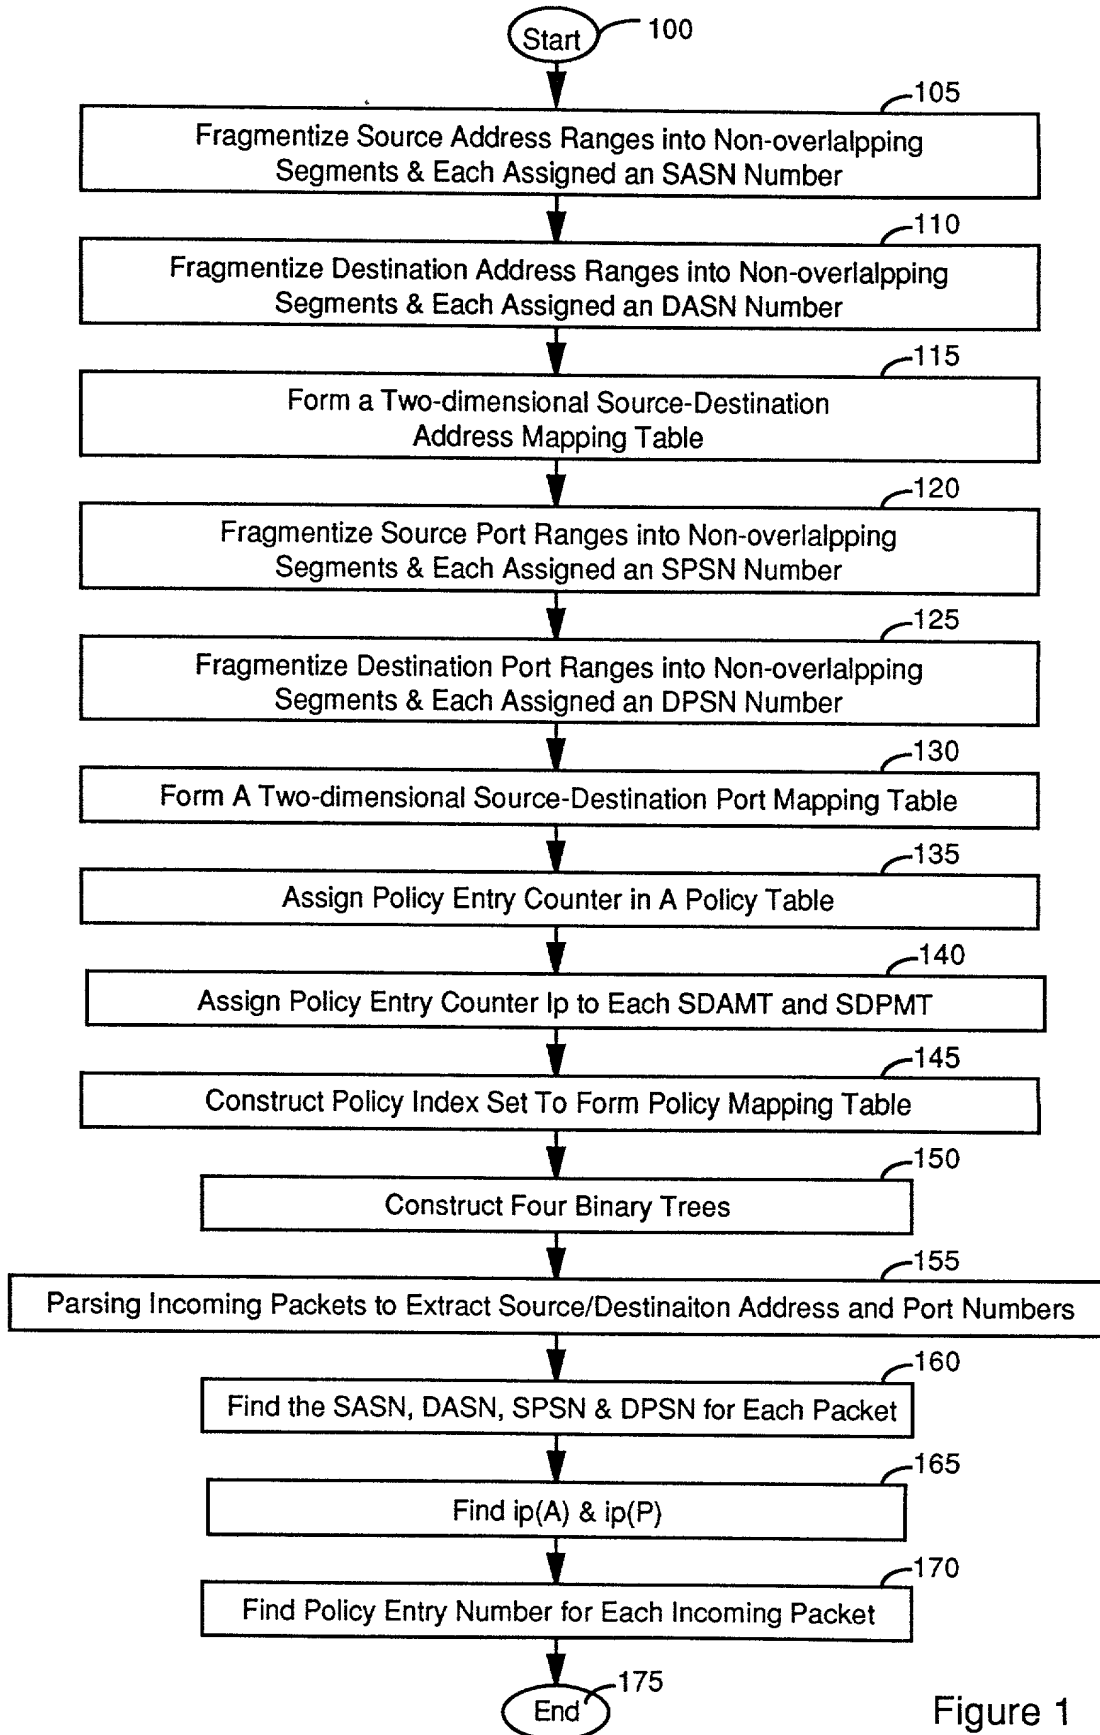 Start
100
105
Fragmentize Source Address Ranges into Non-overlalpping
Segments & Each Assigned an SASN Number
110
Fragmentize Destination Address Ranges into Non-overlalpping
Segments & Each Assigned an DASN Number
115
Form a Two-dimensional Source-Destination
Address Mapping Table
120
Fragmentize Source Port Ranges into Non-overlalpping
Segments & Each Assigned an SPSN Number
125
Fragmentize Destination Port Ranges into Non-overlalpping
Segments & Each Assigned an DPSN Number
130
Form A Two-dimensional Source-Destination Port Mapping Table
135
Assign Policy Entry Counter in A Policy Table
140
Assign Policy Entry Counter Ip to Each SDAMT and SDPMT
145
Construct Policy Index Set To Form Policy Mapping Table
150
Construct Four Binary Trees
155
Parsing Incoming Packets to Extract Source/Destinaiton Address and Port Numbers
160
Find the SASN, DASN, SPSN & DPSN for Each Packet
165
Find ip(A) & ip(P)
170
Find Policy Entry Number for Each Incoming Packet
175
End
Figure 1